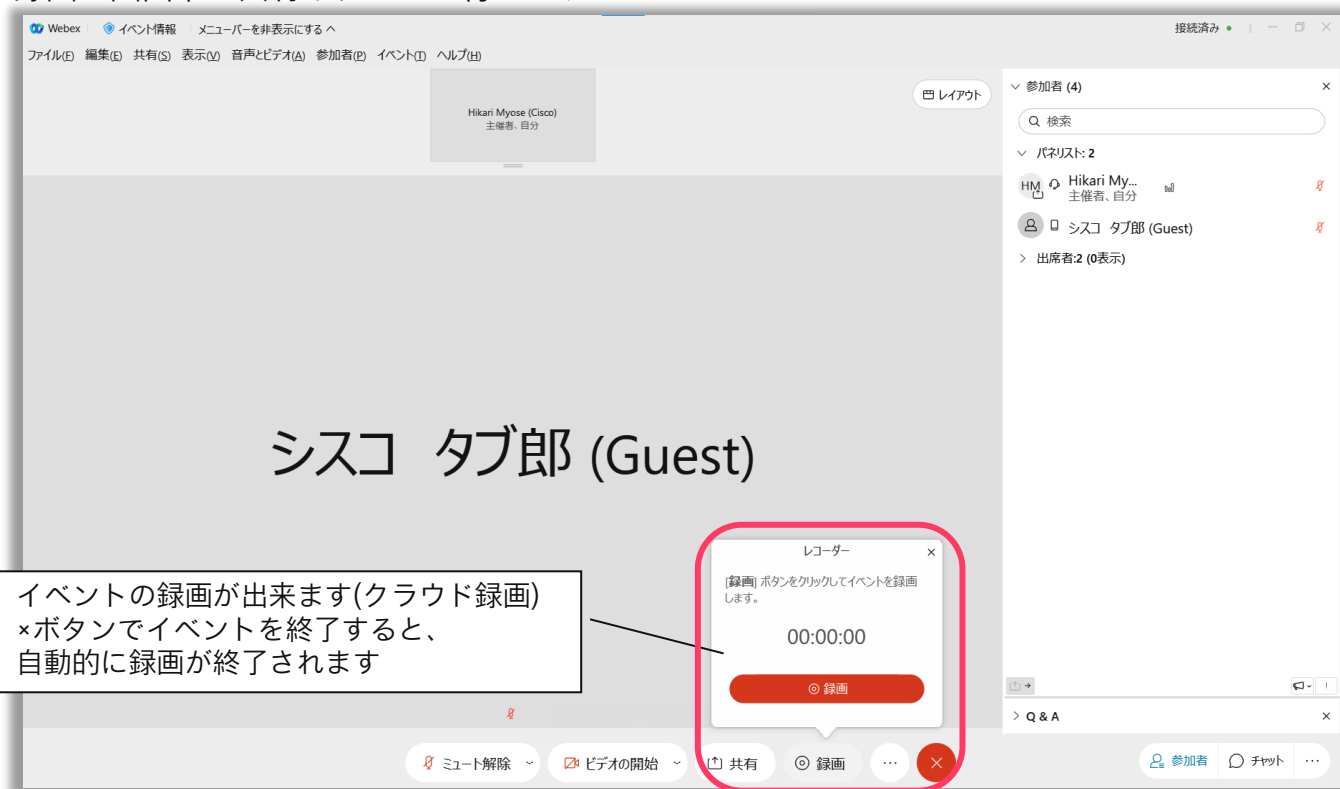 Webex イベント情報 メニューバーを非表示にする へ 接続済み
ファイル(F) 編集(E) 共有(S) 表示(V) 音声とビデオ(A) 参加者(P) イベント(T) ヘルプ(H)
Hikari Myose (Cisco)
主催者、自分
レイアウト
参加者 (4)
検索
パネリスト: 2
HM Hikari My...
主催者、自分
シスコ タブ郎 (Guest)
出席者:2 (0表示)
シスコ タブ郎 (Guest)
イベントの録画が出来ます(クラウド録画)
×ボタンでイベントを終了すると、
自動的に録画が終了されます
レコーダー
[録画] ボタンをクリックしてイベントを録画
します。
00:00:00
録画
Q & A
ミュート解除 ビデオの開始 共有 録画 ...
参加者 チャット ...